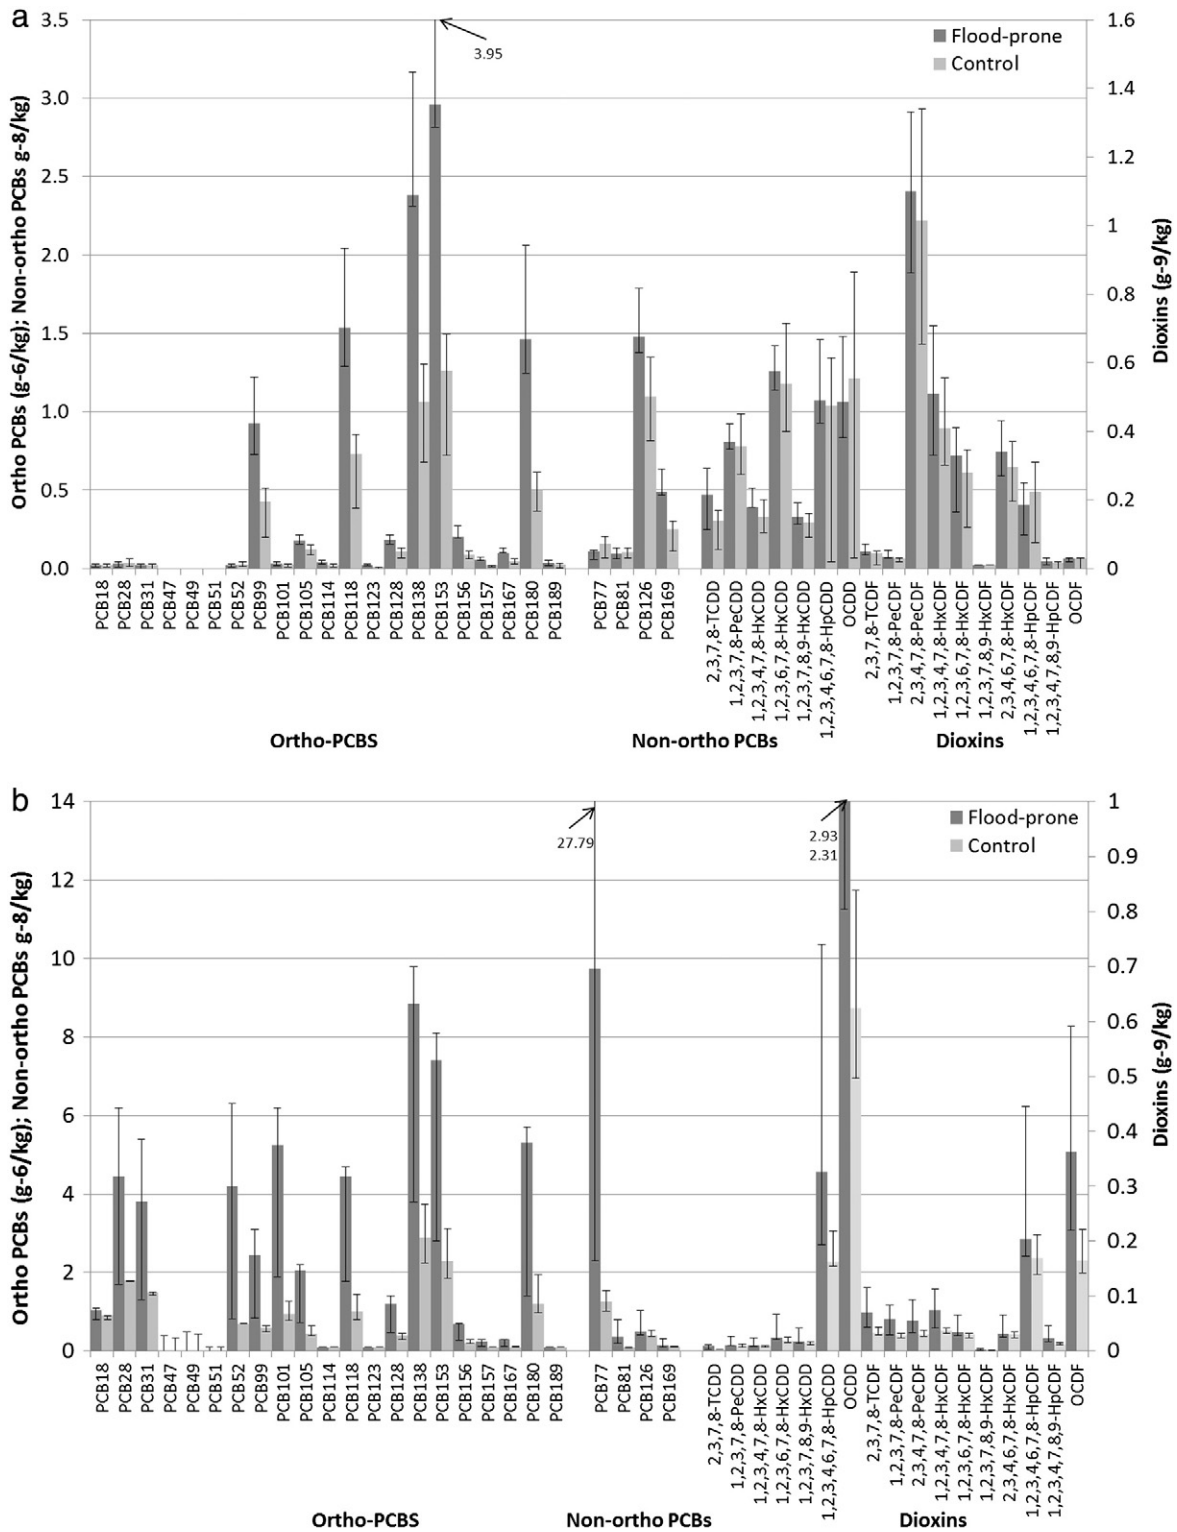 a
Ortho PCBs (g-6/kg); Non-ortho PCBs g-8/kg)
3.5
3.0
2.5
2.0
1.5
1.0
0.5
0.0
3.95
Flood-prone
Control
1.6
1.4
1.2
1
0.8
0.6
0.4
0.2
0
Dioxins (g-9/kg)
PCB18
PCB28
PCB31
PCB47
PCB49
PCB51
PCB52
PCB99
PCB101
PCB105
PCB114
PCB118
PCB123
PCB128
PCB138
PCB153
PCB156
PCB157
PCB167
PCB180
PCB189
PCB77
PCB81
PCB126
PCB169
2,3,7,8-TCDD
1,2,3,7,8-PeCDD
1,2,3,4,7,8-HxCDD
1,2,3,6,7,8-HxCDD
1,2,3,7,8,9-HxCDD
1,2,3,4,6,7,8-HpCDD
OCDD
2,3,7,8-TCDF
1,2,3,7,8-PeCDF
2,3,4,7,8-PeCDF
1,2,3,4,7,8-HxCDF
1,2,3,6,7,8-HxCDF
1,2,3,7,8,9-HxCDF
2,3,4,6,7,8-HxCDF
1,2,3,4,6,7,8-HpCDF
1,2,3,4,7,8,9-HpCDF
OCDF
Ortho-PCBS
Non-ortho PCBs
Dioxins
b
Ortho PCBs (g-6/kg); Non-ortho PCBs g-8/kg)
14
12
10
8
6
4
2
0
27.79
2.93
2.31
Flood-prone
Control
1
0.9
0.8
0.7
0.6
0.5
0.4
0.3
0.2
0.1
0
Dioxins (g-9/kg)
PCB18
PCB28
PCB31
PCB47
PCB49
PCB51
PCB52
PCB99
PCB101
PCB105
PCB114
PCB118
PCB123
PCB128
PCB138
PCB153
PCB156
PCB157
PCB167
PCB180
PCB189
PCB77
PCB81
PCB126
PCB169
2,3,7,8-TCDD
1,2,3,7,8-PeCDD
1,2,3,4,7,8-HxCDD
1,2,3,6,7,8-HxCDD
1,2,3,7,8,9-HxCDD
1,2,3,4,6,7,8-HpCDD
OCDD
2,3,7,8-TCDF
1,2,3,7,8-PeCDF
2,3,4,7,8-PeCDF
1,2,3,4,7,8-HxCDF
1,2,3,6,7,8-HxCDF
1,2,3,7,8,9-HxCDF
2,3,4,6,7,8-HxCDF
1,2,3,4,6,7,8-HpCDF
1,2,3,4,7,8,9-HpCDF
OCDF
Ortho-PCBS
Non-ortho PCBs
Dioxins